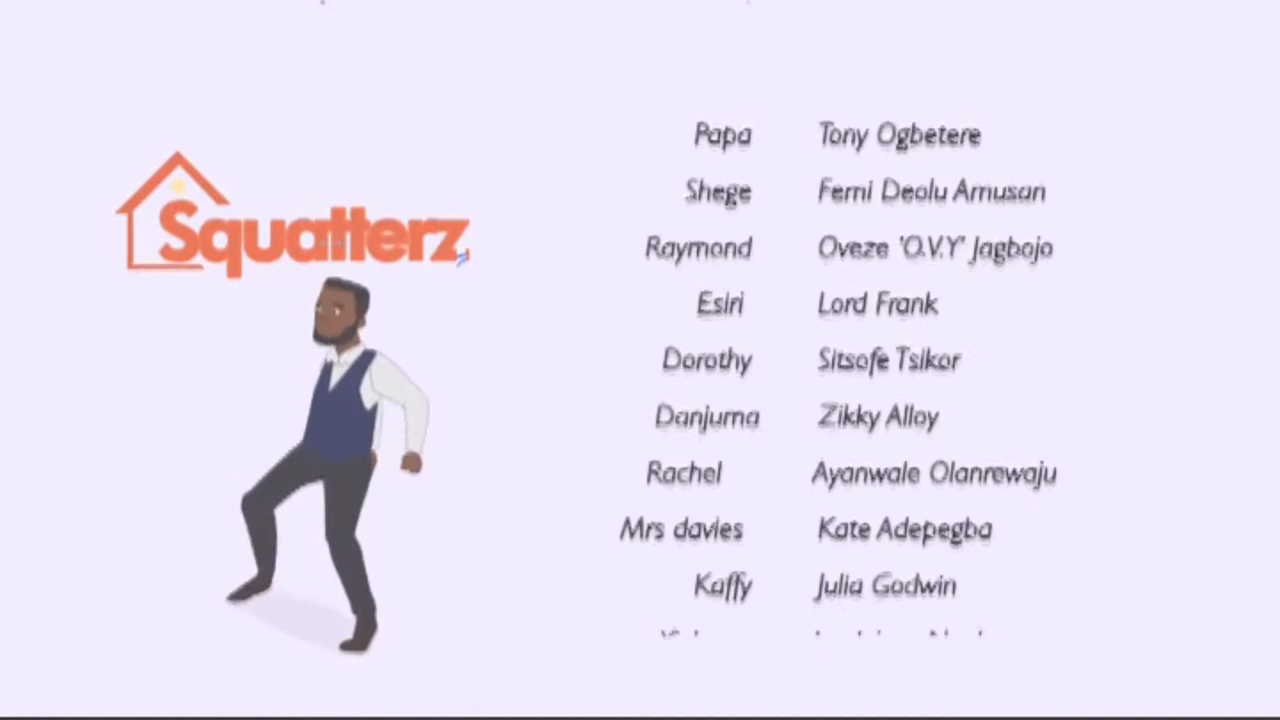 Squatterz
Papa Tony Ogbetere
Shege Femi Deolu Amusan
Raymond Oveze 'O.V.Y' Jagbojo
Esiri Lord Frank
Dorothy Sitsofe Tsikor
Danjuma Zikky Alloy
Rachel Ayanwale Olanrewaju
Mrs davies Kate Adepegba
Kaffy Julia Godwin